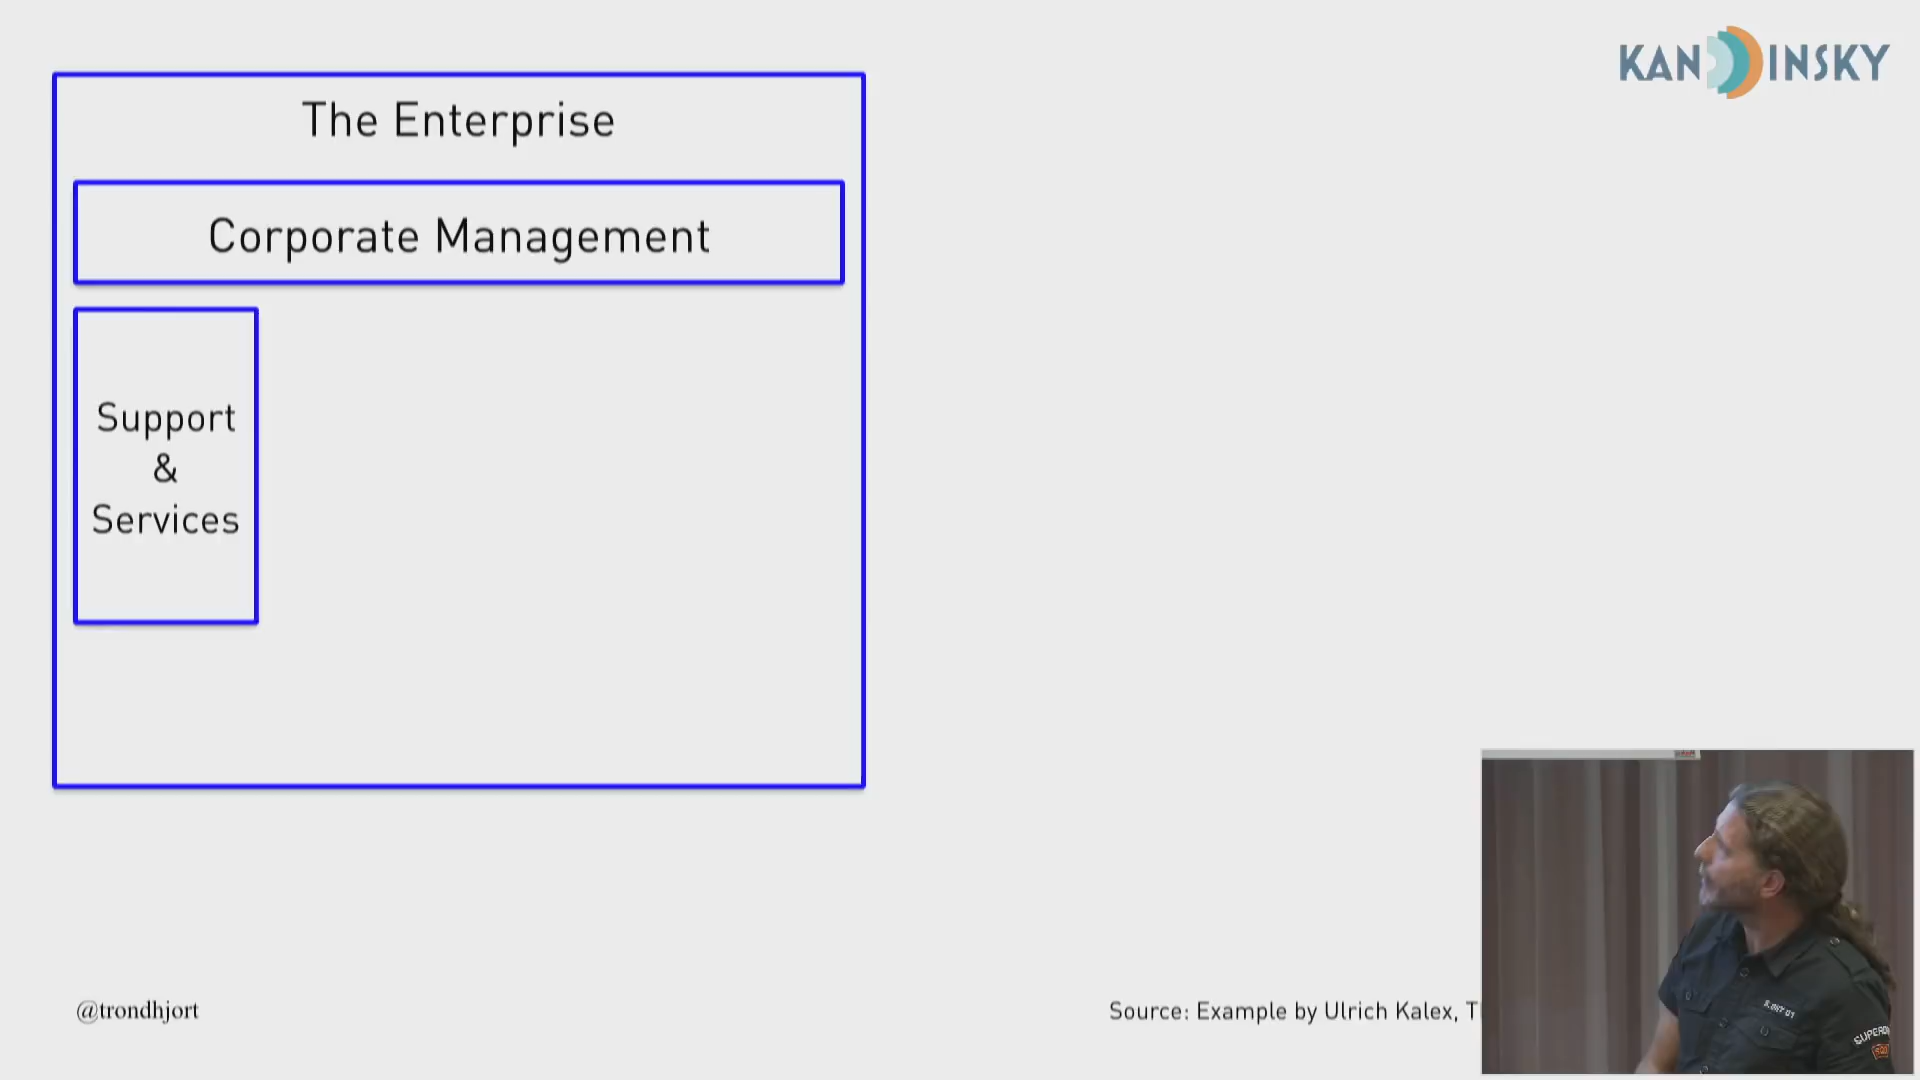 KANDINSKY
The Enterprise
Corporate Management
Support
&
Services
@trondhjort
Source: Example by Ulrich Kalex,